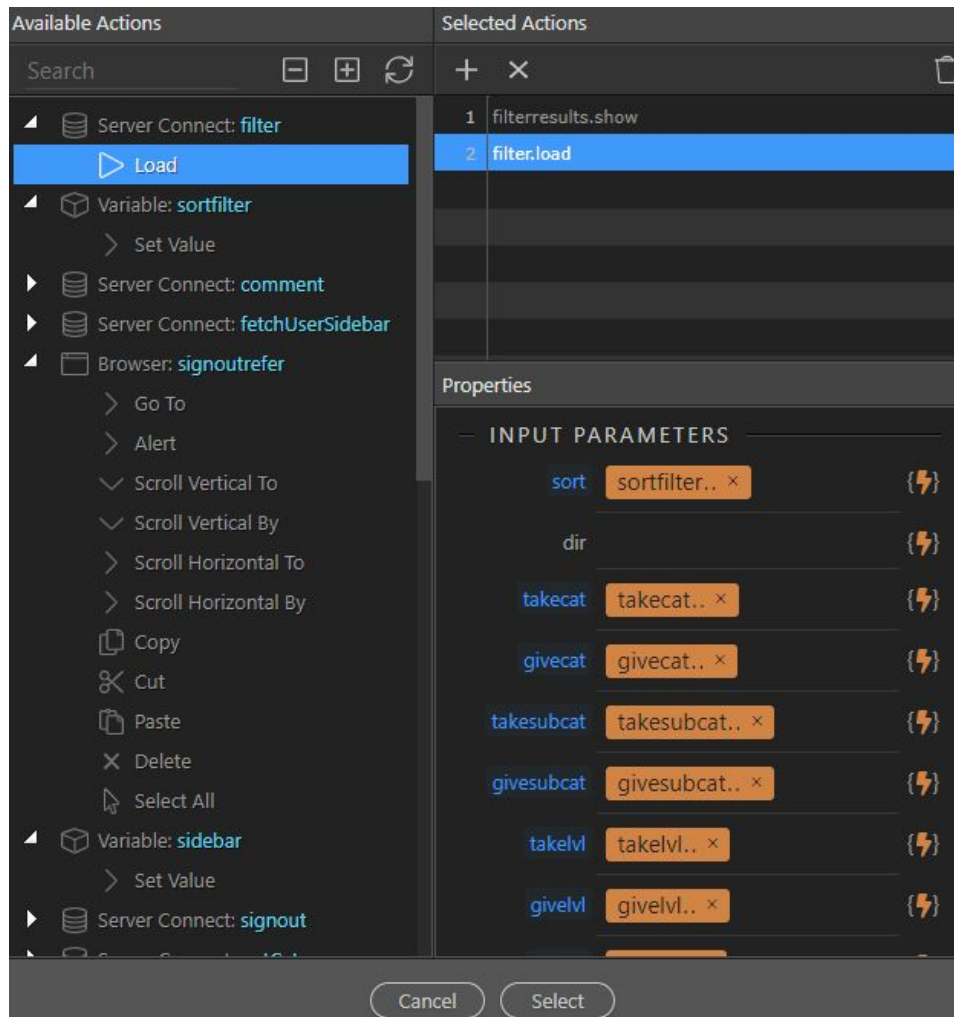 Available Actions
Search
Server Connect: filter
Load
Variable: sortfilter
Set Value
Server Connect: comment
Server Connect: fetchUserSidebar
Browser: signoutrefer
Go To
Alert
Scroll Vertical To
Scroll Vertical By
Scroll Horizontal To
Scroll Horizontal By
Copy
Cut
Paste
Delete
Select All
Variable: sidebar
Set Value
Server Connect: signout
Selected Actions
1 filterresults.show
2 filter.load
Properties
INPUT PARAMETERS
sort sortfilter.. ×
dir
takecat takecat.. ×
givecat givecat.. ×
takesubcat takesubcat.. ×
givesubcat givesubcat.. ×
takelvl takelvl.. ×
givelvl givelvl.. ×
Cancel Select